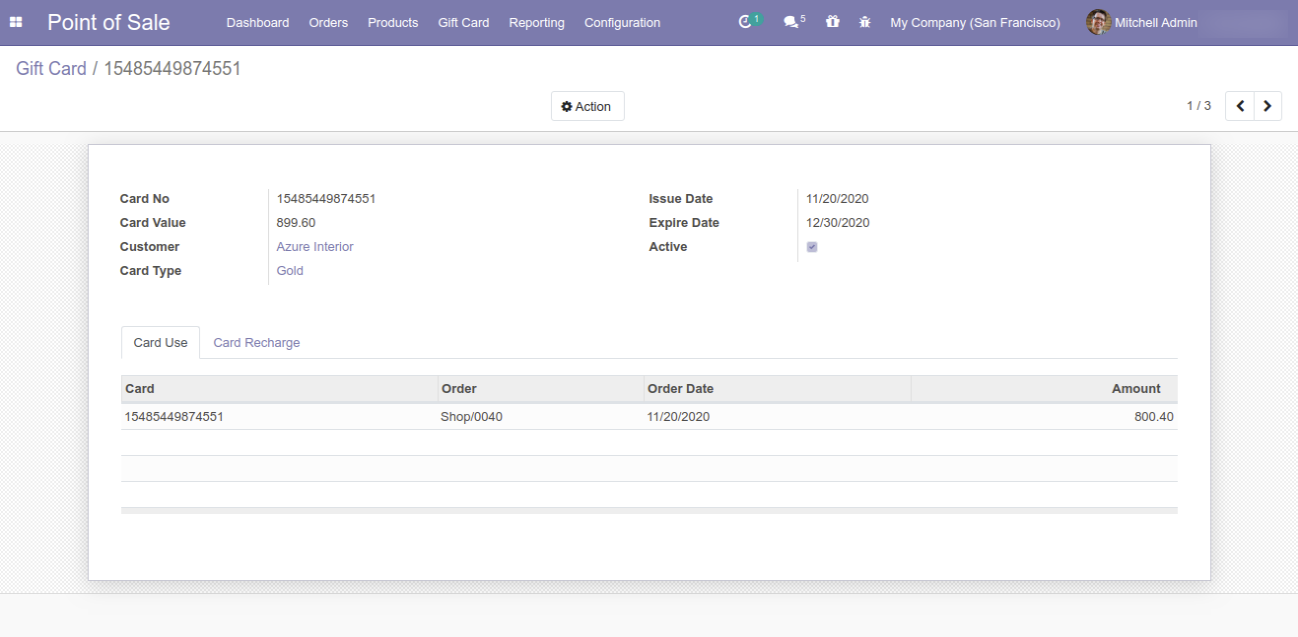 Point of Sale Dashboard Orders Products Gift Card Reporting Configuration 1 5 My Company (San Francisco) Mitchell Admin
Gift Card / 15485449874551
Action 1 / 3
Card No 15485449874551 Issue Date 11/20/2020
Card Value 899.60 Expire Date 12/30/2020
Customer Azure Interior Active
Card Type Gold
Card Use Card Recharge
Card Order Order Date Amount
15485449874551 Shop/0040 11/20/2020 800.40